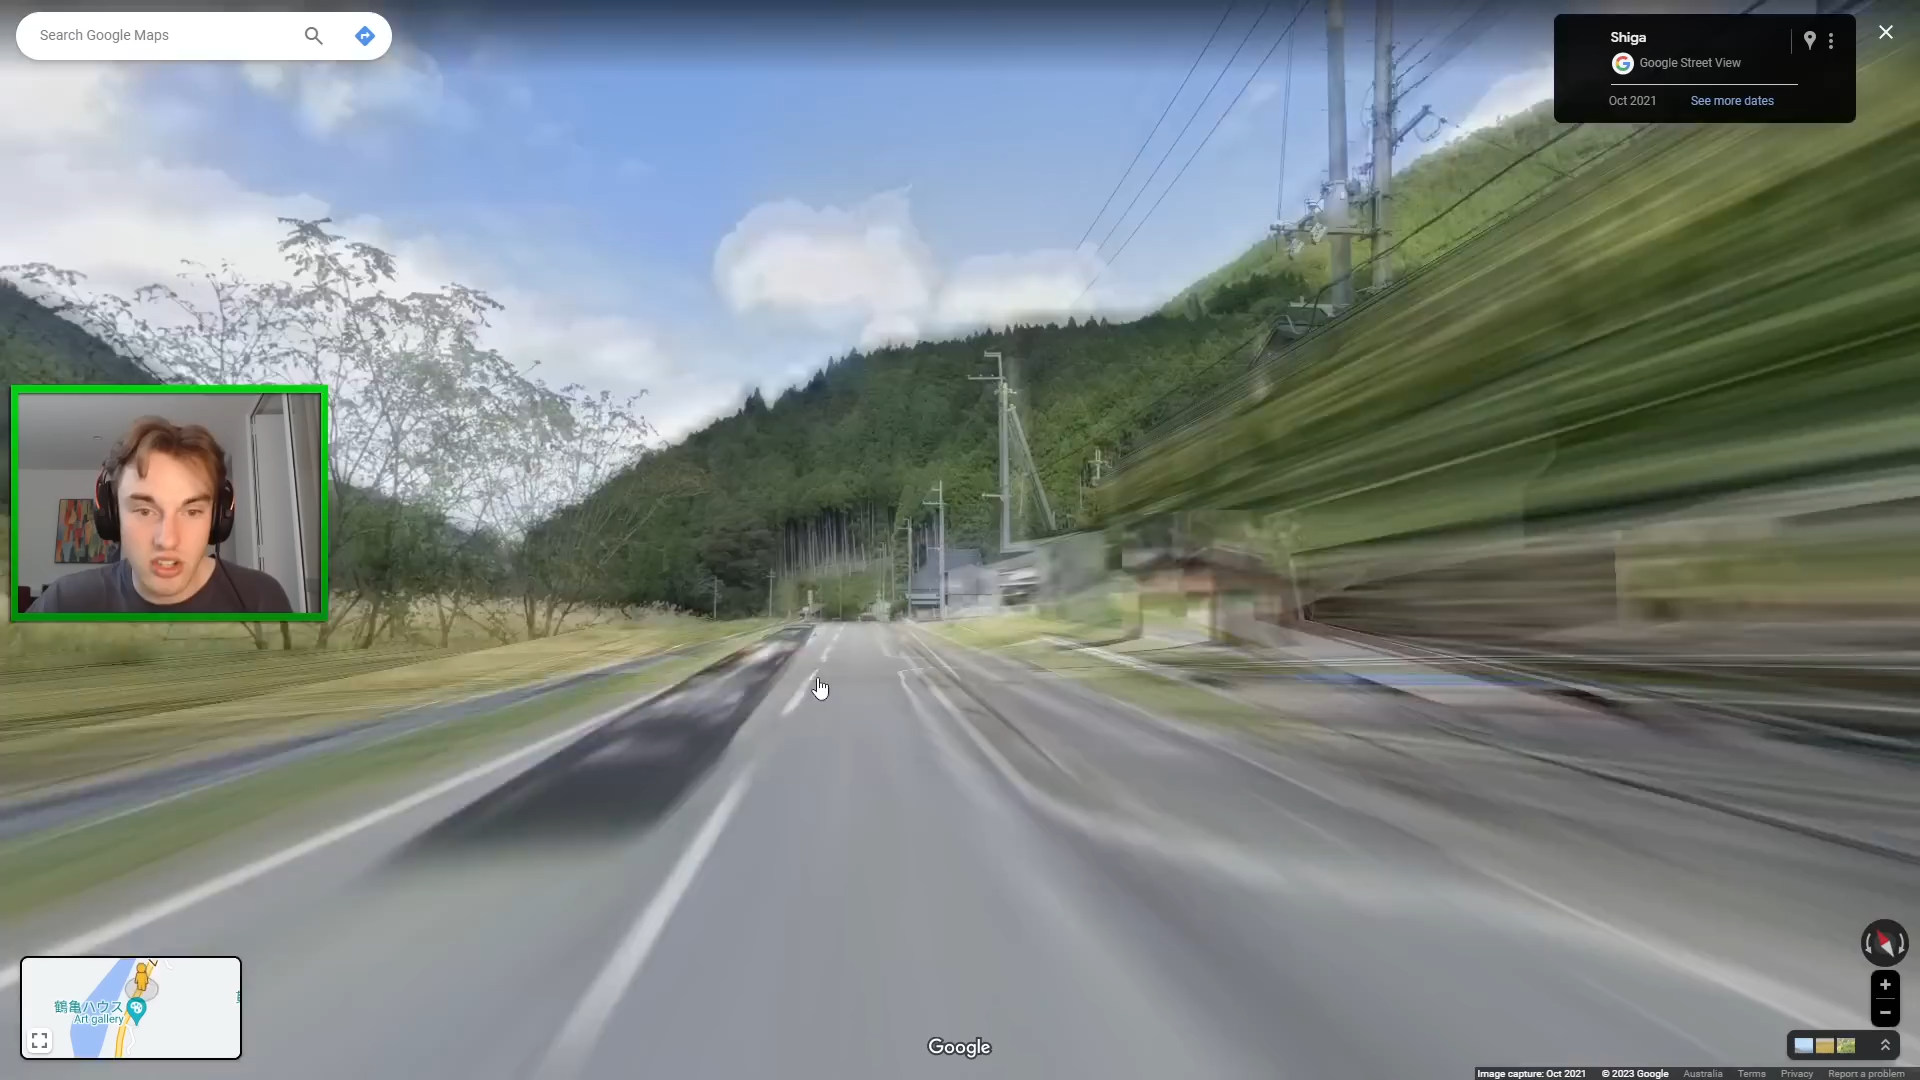 Search Google Maps
Shiga
Google Street View
Oct 2021 See more dates
鶴亀ハウス
Art gallery
Google
Image capture: Oct 2021 © 2023 Google Australia Terms Privacy Report a problem